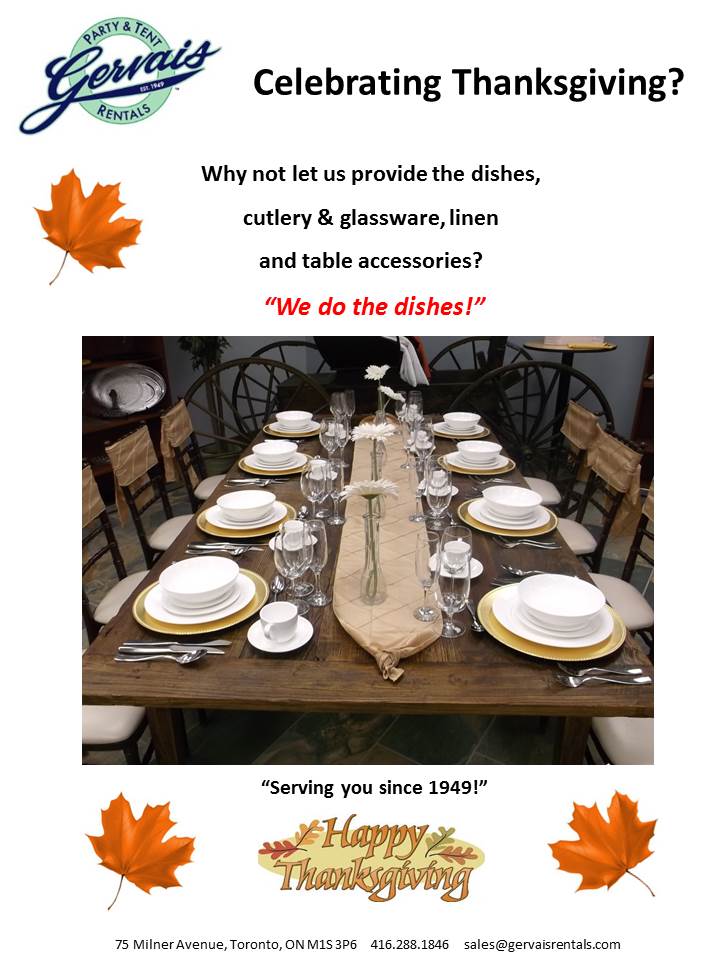 PARTY & TENT
Gervais
EST. 1949
RENTALS
Celebrating Thanksgiving?
Why not let us provide the dishes,
cutlery & glassware, linen
and table accessories?
“We do the dishes!”
“Serving you since 1949!”
Happy
Thanksgiving
75 Milner Avenue, Toronto, ON M1S 3P6 416.288.1846 sales@gervaisrentals.com